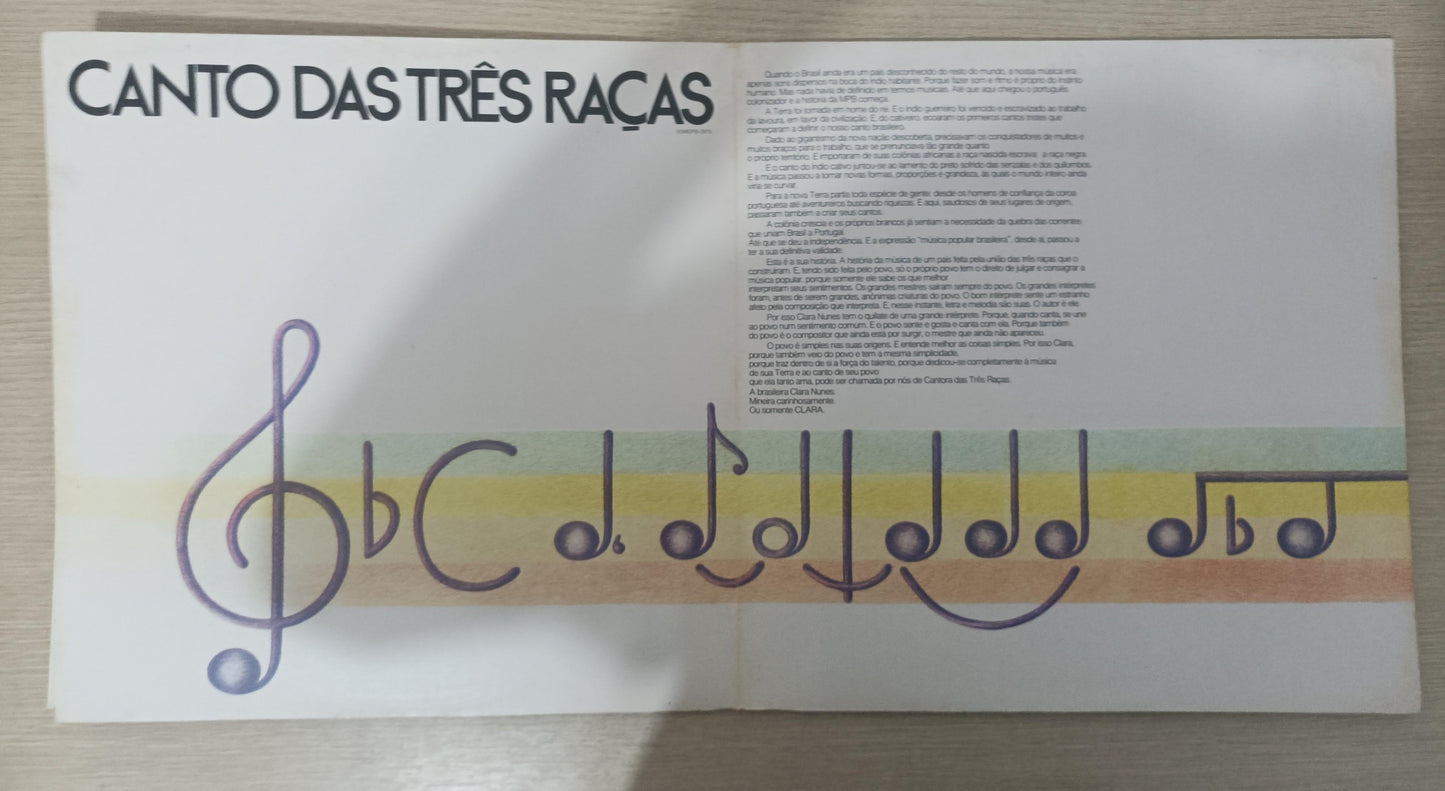 CANTO DAS TRÊS RAÇAS
Quando o Brasil ainda era um país desconhecido do resto do mundo, a nossa música era
apenas sons dispersos na boca do índio habitante. Porque fazer som e ritmo é próprio do instinto
humano. Mas nada havia de definido em termos musicais. Até que aqui chegou o português
colonizador e a história da MPB começa.
A Terra foi tomada em nome do rei. E o índio guerreiro foi vencido e escravizado ao trabalho
da lavoura, em favor da civilização. E, do cativeiro, ecoaram os primeiros cantos tristes que
começaram a definir o nosso canto brasileiro.
Dado ao gigantismo da nova nação descoberta, precisavam os conquistadores de muitos e
muitos braços para o trabalho, que se prenunciava tão grande quanto
o próprio território. E importaram de suas colônias africanas a raça nascida escrava: a raça negra.
E o canto do índio cativo juntou-se ao lamento do preto sofrido das senzalas e dos quilombos.
E a música passou a tomar novas formas, proporções e grandeza, às quais o mundo inteiro ainda
viria se curvar.
Para a nova Terra partia toda espécie de gente: desde os homens de confiança da coroa
portuguesa até aventureiros buscando riquezas. E aqui, saudosos de seus lugares de origem,
passaram também a criar seus cantos.
A colônia crescia e os próprios brancos já sentiam a necessidade da quebra das correntes
que uniam Brasil a Portugal.
Até que se deu a independência. E a expressão "música popular brasileira", desde aí, passou a
ter a sua definitiva validade.
Esta é a sua história. A história da música de um país feita pela união das três raças que o
construíram. E, tendo sido feita pelo povo, só o próprio povo tem o direito de julgar e consagrar a
música popular, porque somente ele sabe os que melhor
interpretam seus sentimentos. Os grandes mestres saíram sempre do povo. Os grandes intérpretes
foram, antes de serem grandes, anônimas criaturas do povo. O bom intérprete sente um estranho
afeto pela composição que interpreta. E, nesse instante, letra e melodia são suas. O autor é ele.
Por isso Clara Nunes tem o quilate de uma grande intérprete. Porque, quando canta, se une
ao povo num sentimento comum. E o povo sente e gosta e canta com ela. Porque também
do povo é o compositor que ainda está por surgir, o mestre que ainda não apareceu.
O povo é simples nas suas origens. E entende melhor as coisas simples. Por isso Clara,
porque também veio do povo e tem a mesma simplicidade,
porque traz dentro de si a força do talento, porque dedicou-se completamente à música
de sua Terra e ao canto de seu povo
que ela tanto ama, pode ser chamada por nós de Cantora das Três Raças.
A brasileira Clara Nunes.
Mineira carinhosamente.
Ou somente CLARA.